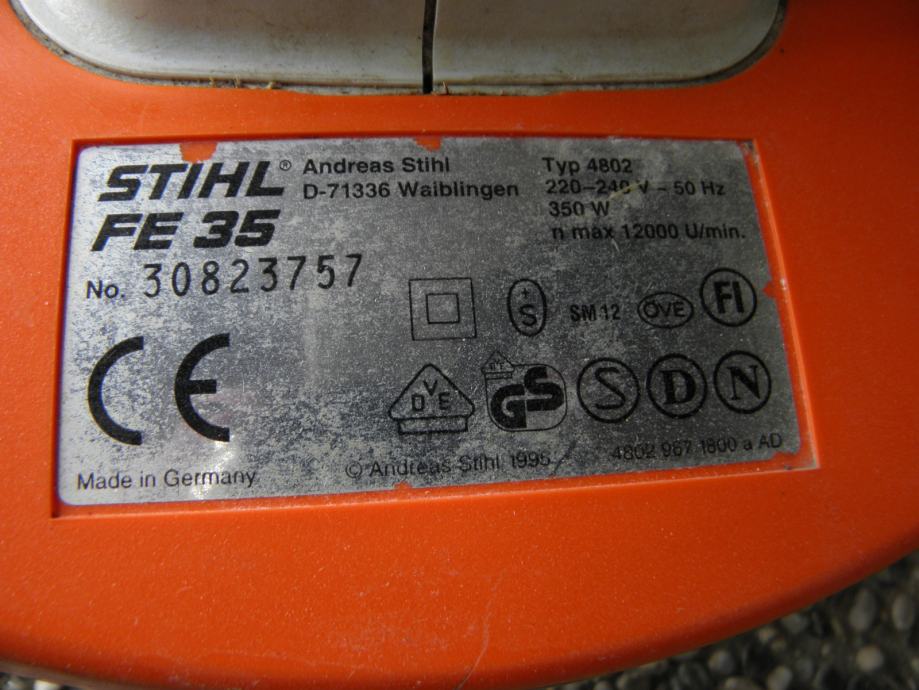 STIHL®
FE 35
Andreas Stihl
D-71336 Waiblingen
Typ 4802
220–240 V – 50 Hz
350 W
n max 12000 U/min.
No. 30823757
+
S
SM 12
ÖVE
FI
CE
VDE
GS
S
D
N
Made in Germany
© Andreas Stihl 1995
4802 967 1800 a AD